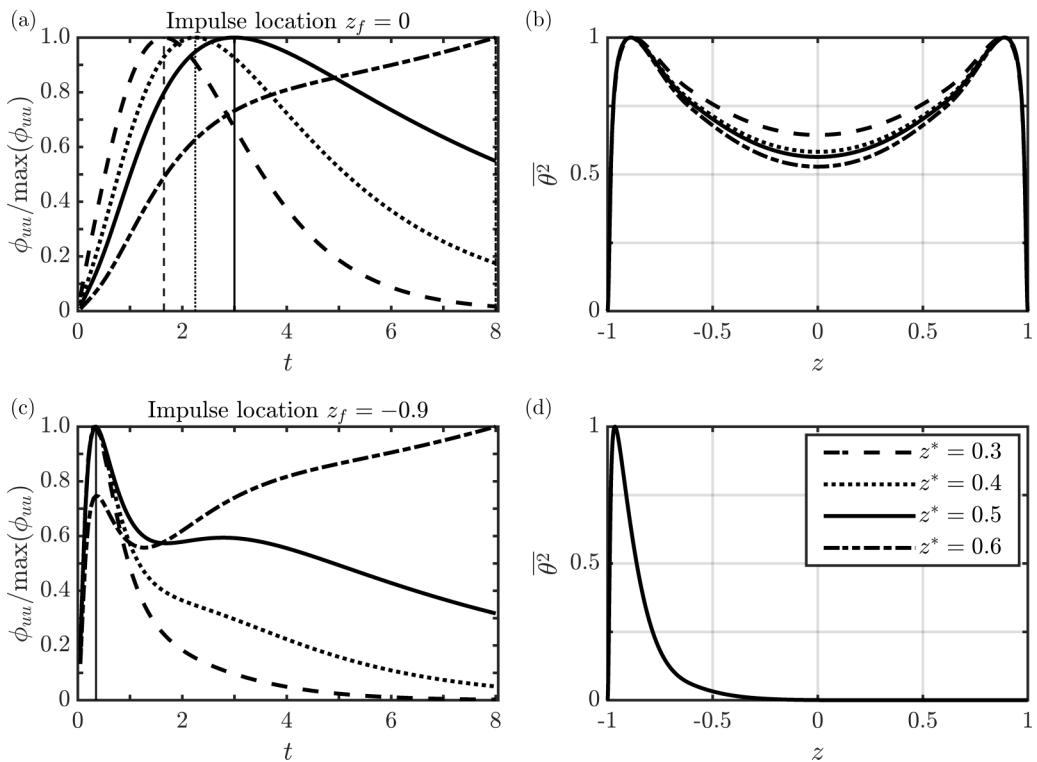 (a)
Impulse location z_f = 0
ϕ_uu/max(ϕ_uu)
1.0
0.8
0.6
0.4
0.2
0
0 2 4 6 8
t
(b)
θ̅²
1
0.5
0
-1 -0.5 0 0.5 1
z
(c)
Impulse location z_f = −0.9
ϕ_uu/max(ϕ_uu)
1.0
0.8
0.6
0.4
0.2
0
0 2 4 6 8
t
(d)
θ̅²
1
0.5
0
z* = 0.3
z* = 0.4
z* = 0.5
z* = 0.6
-1 -0.5 0 0.5 1
z